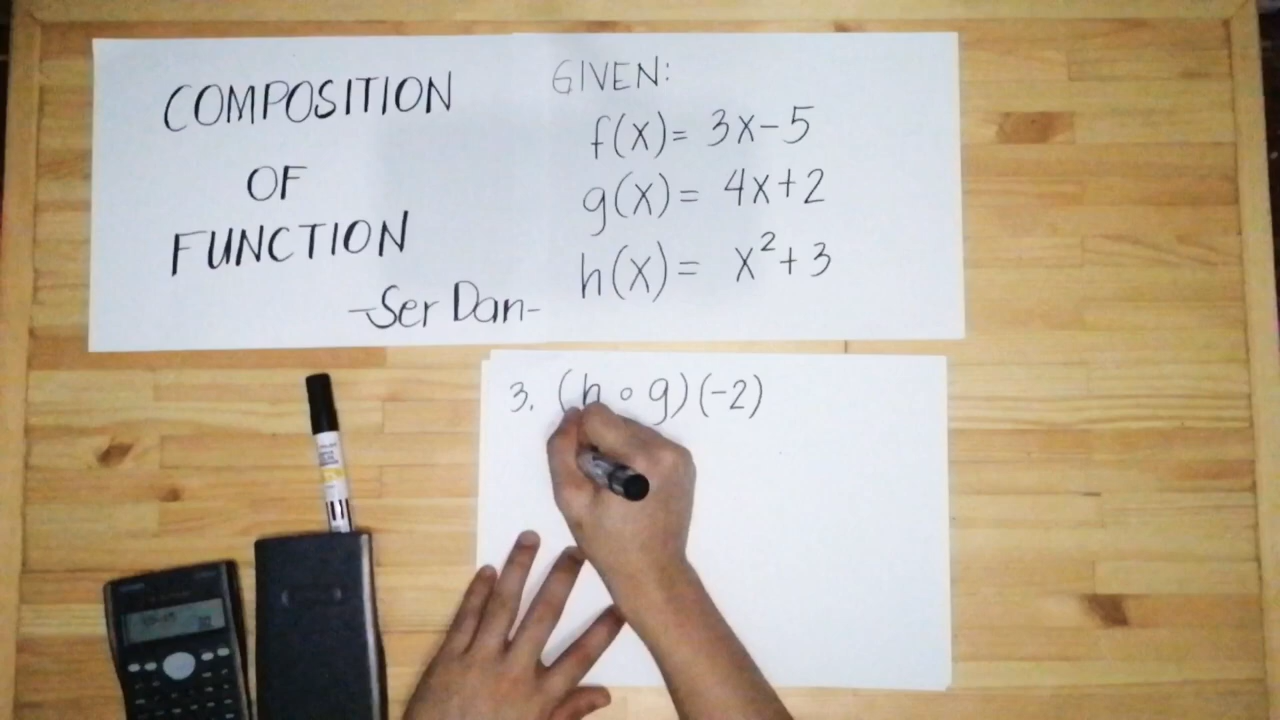 COMPOSITION
OF
FUNCTION
-Ser Dan-
GIVEN:
f(x)= 3x-5
g(x)= 4x+2
h(x)= x²+3
3. (h ∘ g)(-2)